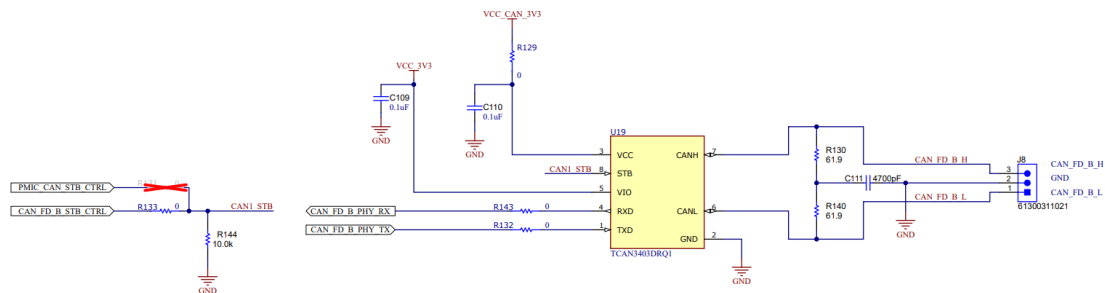 VCC_CAN_3V3
R129
0
VCC_3V3
C109
0.1uF
GND
C110
0.1uF
GND
U19
3 VCC CANH 7
CAN1_STB 8 STB
5 VIO
CAN_FD_B_PHY_RX R143 0 4 RXD CANL 6
CAN_FD_B_PHY_TX R132 0 1 TXD
GND 2
TCAN3403DRQ1
GND
R130
61.9
C111 4700pF
R140
61.9
GND
CAN_FD_B_H
CAN_FD_B_L
J8
3 CAN_FD_B_H
2 GND
1 CAN_FD_B_L
61300311021
PMIC_CAN_STB_CTRL 0
CAN_FD_B_STB_CTRL R133 0 CAN1_STB
R144
10.0k
GND